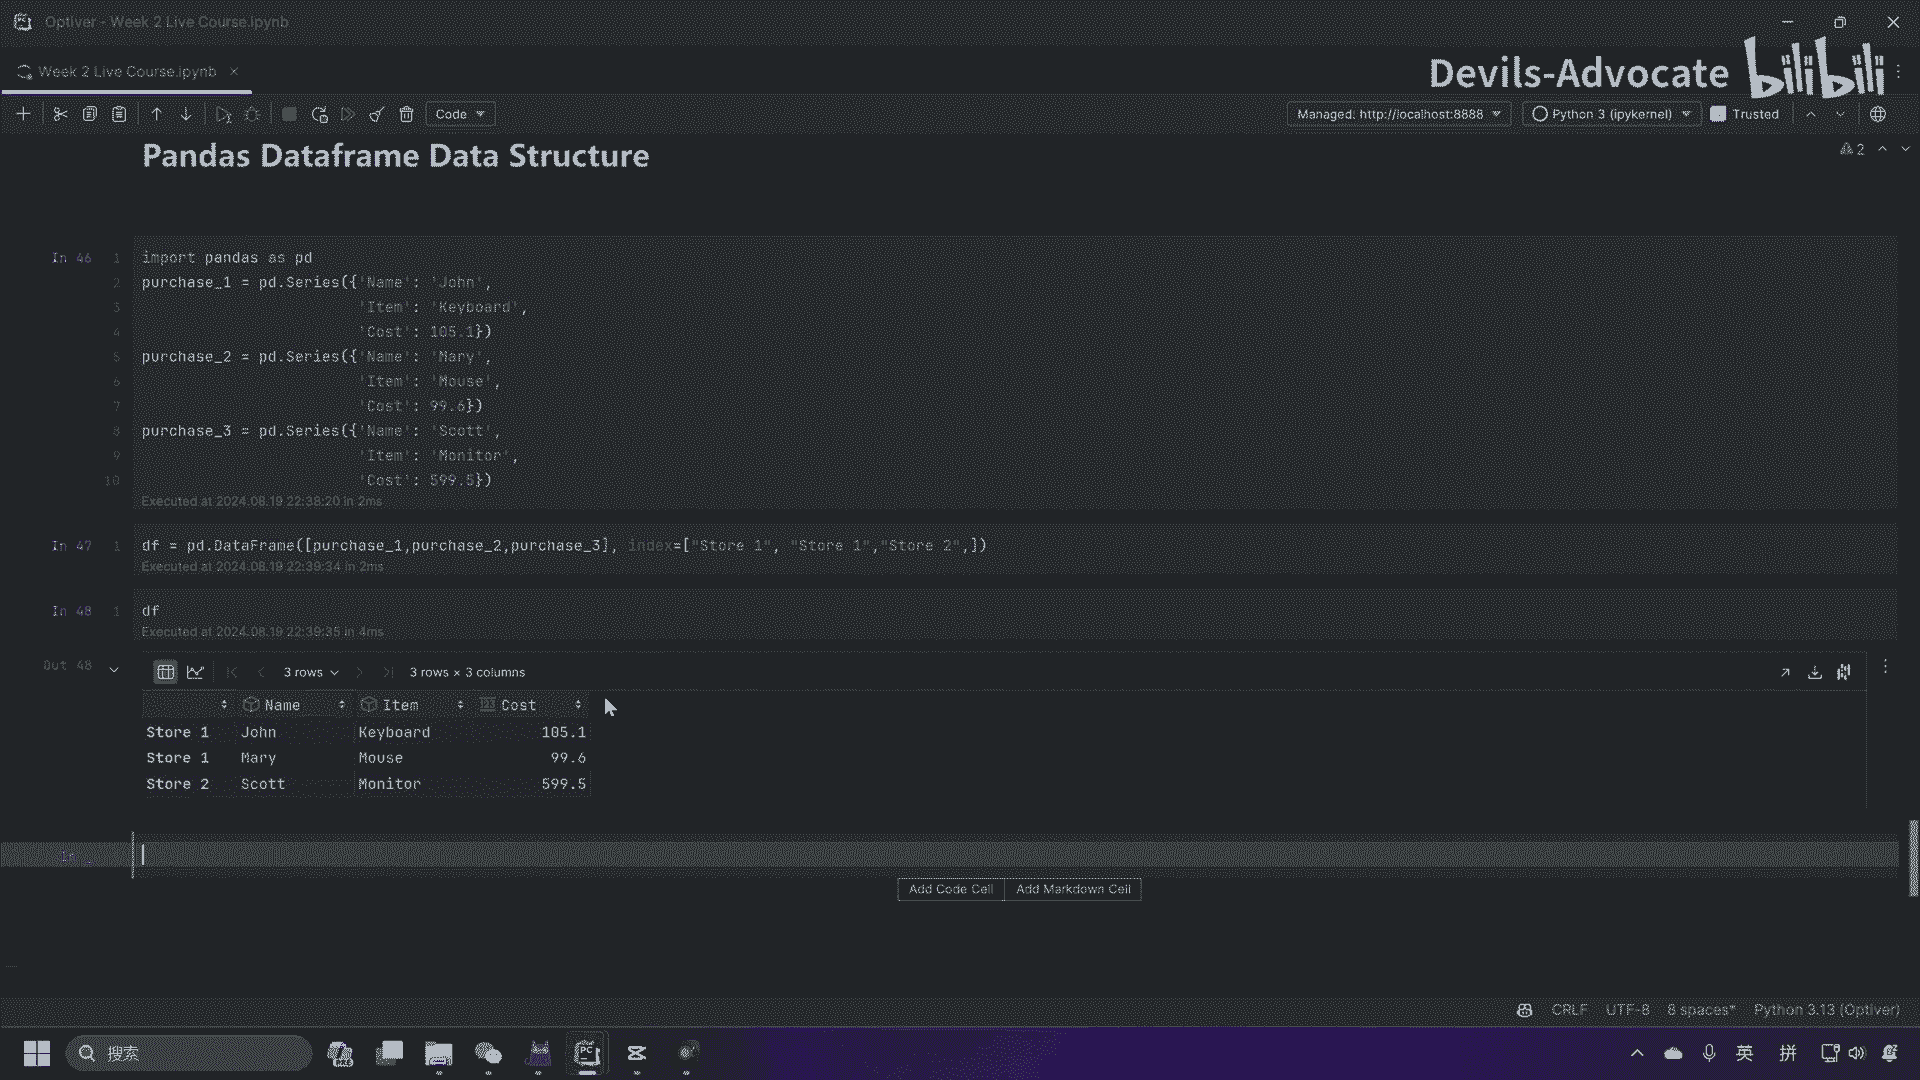 Optiver - Week 2 Live Course.ipynb
Week 2 Live Course.ipynb
Devils-Advocate bilibili
Code
Managed: http://localhost:8888
Python 3 (ipykernel)
Trusted
Pandas Dataframe Data Structure
2
In 46
1 import pandas as pd
2 purchase_1 = pd.Series({'Name': 'John',
3 'Item': 'Keyboard',
4 'Cost': 105.1})
5 purchase_2 = pd.Series({'Name': 'Mary',
6 'Item': 'Mouse',
7 'Cost': 99.6})
8 purchase_3 = pd.Series({'Name': 'Scott',
9 'Item': 'Monitor',
10 'Cost': 599.5})
Executed at 2024.08.19 22:38:20 in 2ms
In 47 1 df = pd.DataFrame([purchase_1,purchase_2,purchase_3], index=["Store 1", "Store 1","Store 2",])
Executed at 2024.08.19 22:39:34 in 2ms
In 48 1 df
Executed at 2024.08.19 22:39:35 in 4ms
Out 48
3 rows
3 rows × 3 columns
Name Item Cost
Store 1 John Keyboard 105.1
Store 1 Mary Mouse 99.6
Store 2 Scott Monitor 599.5
Add Code Cell Add Markdown Cell
CRLF UTF-8 8 spaces* Python 3.13 (Optiver)
搜索
英
拼